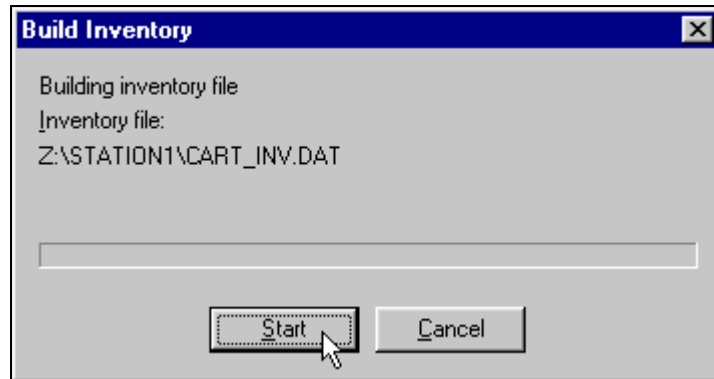 Build Inventory
Building inventory file
Inventory file:
Z:\STATION1\CART_INV.DAT
Start
Cancel